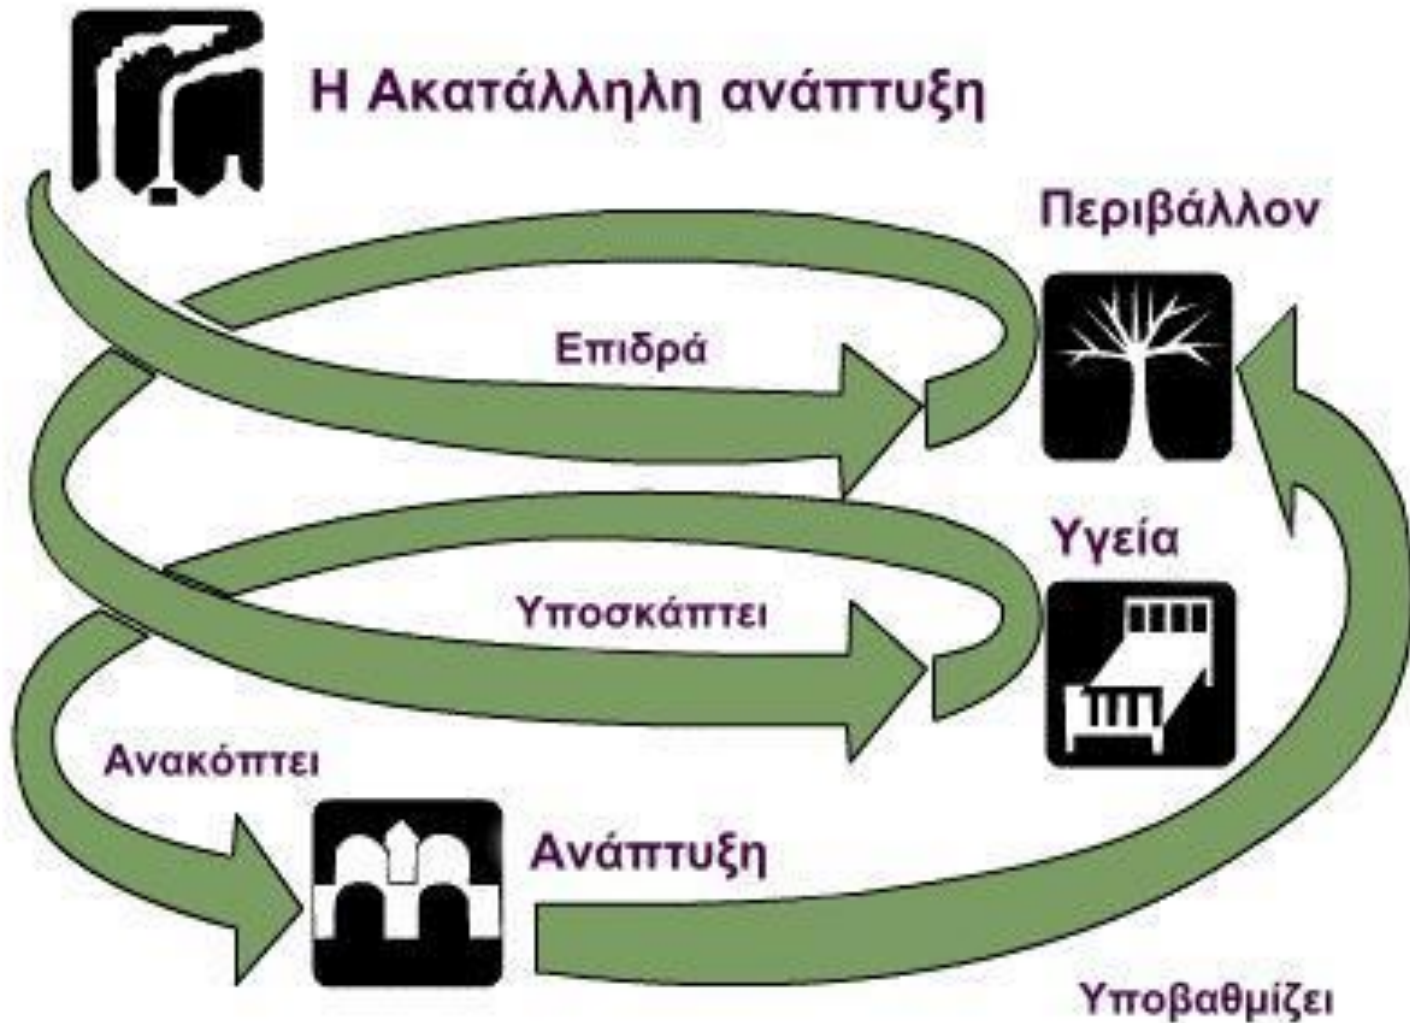 Η Ακατάλληλη ανάπτυξη
Περιβάλλον
Επιδρά
Υγεία
Υποσκάπτει
Ανακόπτει
Ανάπτυξη
Υποβαθμίζει